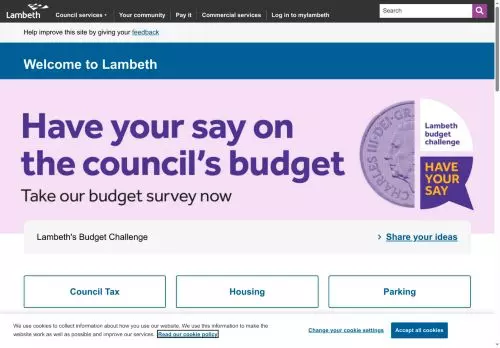 Lambeth
Council services
Your community
Pay it
Commercial services
Log in to mylambeth
Search
Help improve this site by giving your feedback
Welcome to Lambeth
Have your say on
the council's budget
Take our budget survey now
CHARLES III·DEI·GR
Lambeth
budget
challenge
HAVE
YOUR
SAY
Lambeth's Budget Challenge
Share your ideas
Council Tax
Housing
Parking
We use cookies to collect information about how you use our website. We use this information to make
the website work as well as possible and improve our services. Read our cookie policy
Change your cookie settings
Accept all cookies